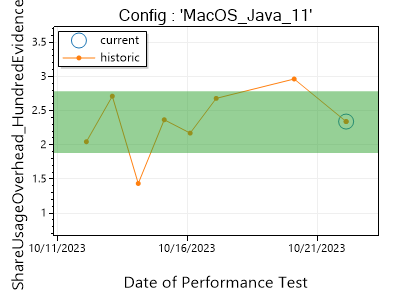 Config : 'MacOS_Java_11'
current
historic
ShareUsageOverhead_HundredEvidence
3.5
3
2.5
2
1.5
1
10/11/2023
10/16/2023
10/21/2023
Date of Performance Test